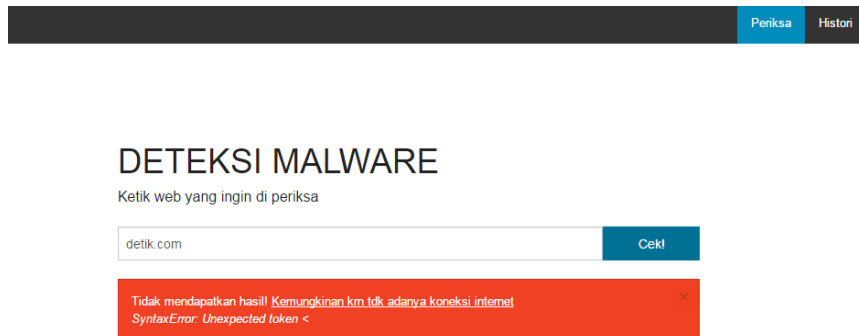 Periksa Histori
DETEKSI MALWARE
Ketik web yang ingin di periksa
detik.com Cek!
Tidak mendapatkan hasil! Kemungkinan krn tdk adanya koneksi internet ×
SyntaxError: Unexpected token <